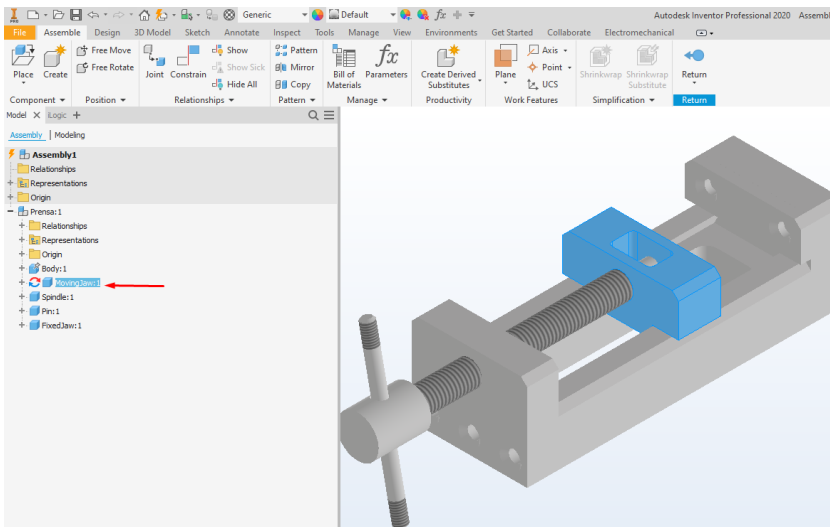 PRO Generic Default fx Autodesk Inventor Professional 2020 Assembl
File Assemble Design 3D Model Sketch Annotate Inspect Tools Manage View Environments Get Started Collaborate Electromechanical
Place Create Free Move Free Rotate Joint Constrain Show Show Sick Hide All Pattern Mirror Copy Bill of Materials fx Parameters Create Derived Substitutes Plane Axis Point UCS Shrinkwrap Shrinkwrap Substitute Return
Component Position Relationships Pattern Manage Productivity Work Features Simplification Return
Model iLogic
Assembly | Modeling
Assembly1
Relationships
Representations
Origin
Prensa:1
Relationships
Representations
Origin
Body:1
MovingJaw:1
Spindle:1
Pin:1
FixedJaw:1